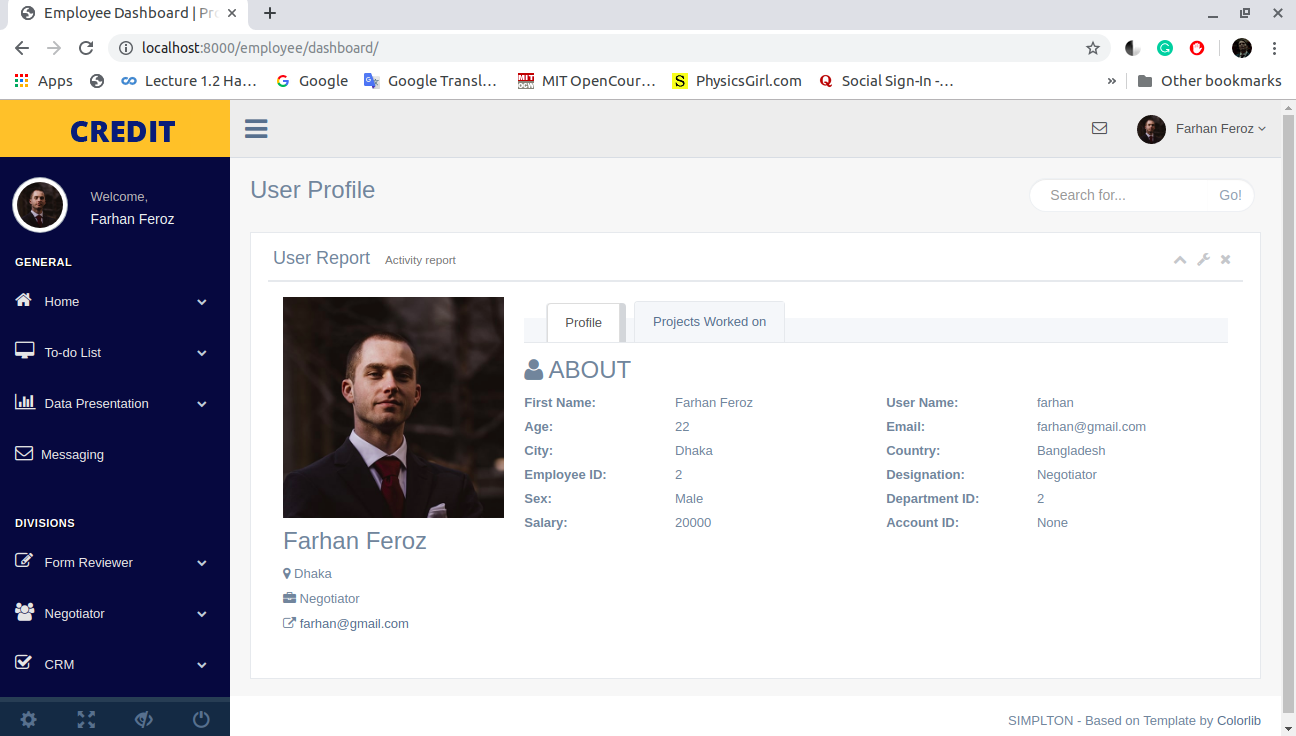 Employee Dashboard | Pro
localhost:8000/employee/dashboard/
Apps
Lecture 1.2 Ha…
Google
Google Transl…
MIT OpenCour…
PhysicsGirl.com
Social Sign-In -…
»
Other bookmarks
CREDIT
Farhan Feroz
Welcome,
Farhan Feroz
GENERAL
Home
To-do List
Data Presentation
Messaging
DIVISIONS
Form Reviewer
Negotiator
CRM
User Profile
Search for... Go!
User Report Activity report
Farhan Feroz
Dhaka
Negotiator
farhan@gmail.com
Profile
Projects Worked on
ABOUT
First Name: Farhan Feroz User Name: farhan
Age: 22 Email: farhan@gmail.com
City: Dhaka Country: Bangladesh
Employee ID: 2 Designation: Negotiator
Sex: Male Department ID: 2
Salary: 20000 Account ID: None
SIMPLTON - Based on Template by Colorlib